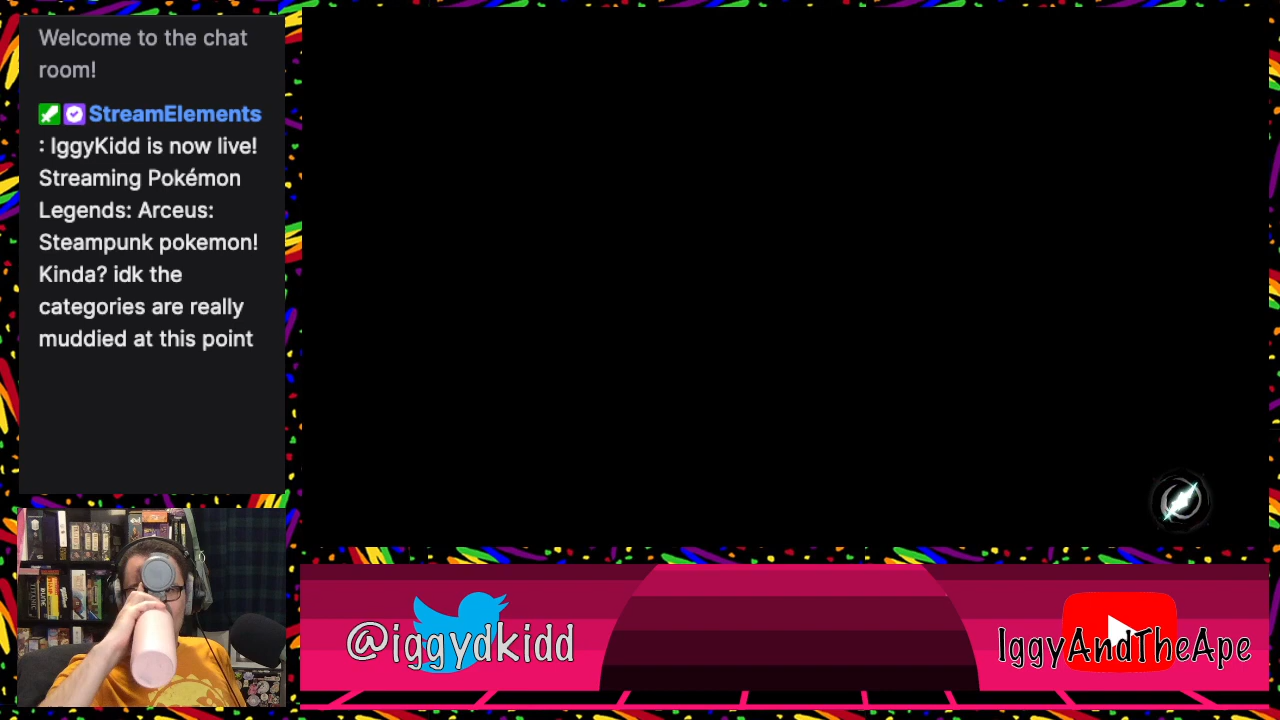 Welcome to the chat
room!
StreamElements
: IggyKidd is now live!
Streaming Pokémon
Legends: Arceus:
Steampunk pokemon!
Kinda? idk the
categories are really
muddied at this point
@iggydkidd
IggyAndTheApe